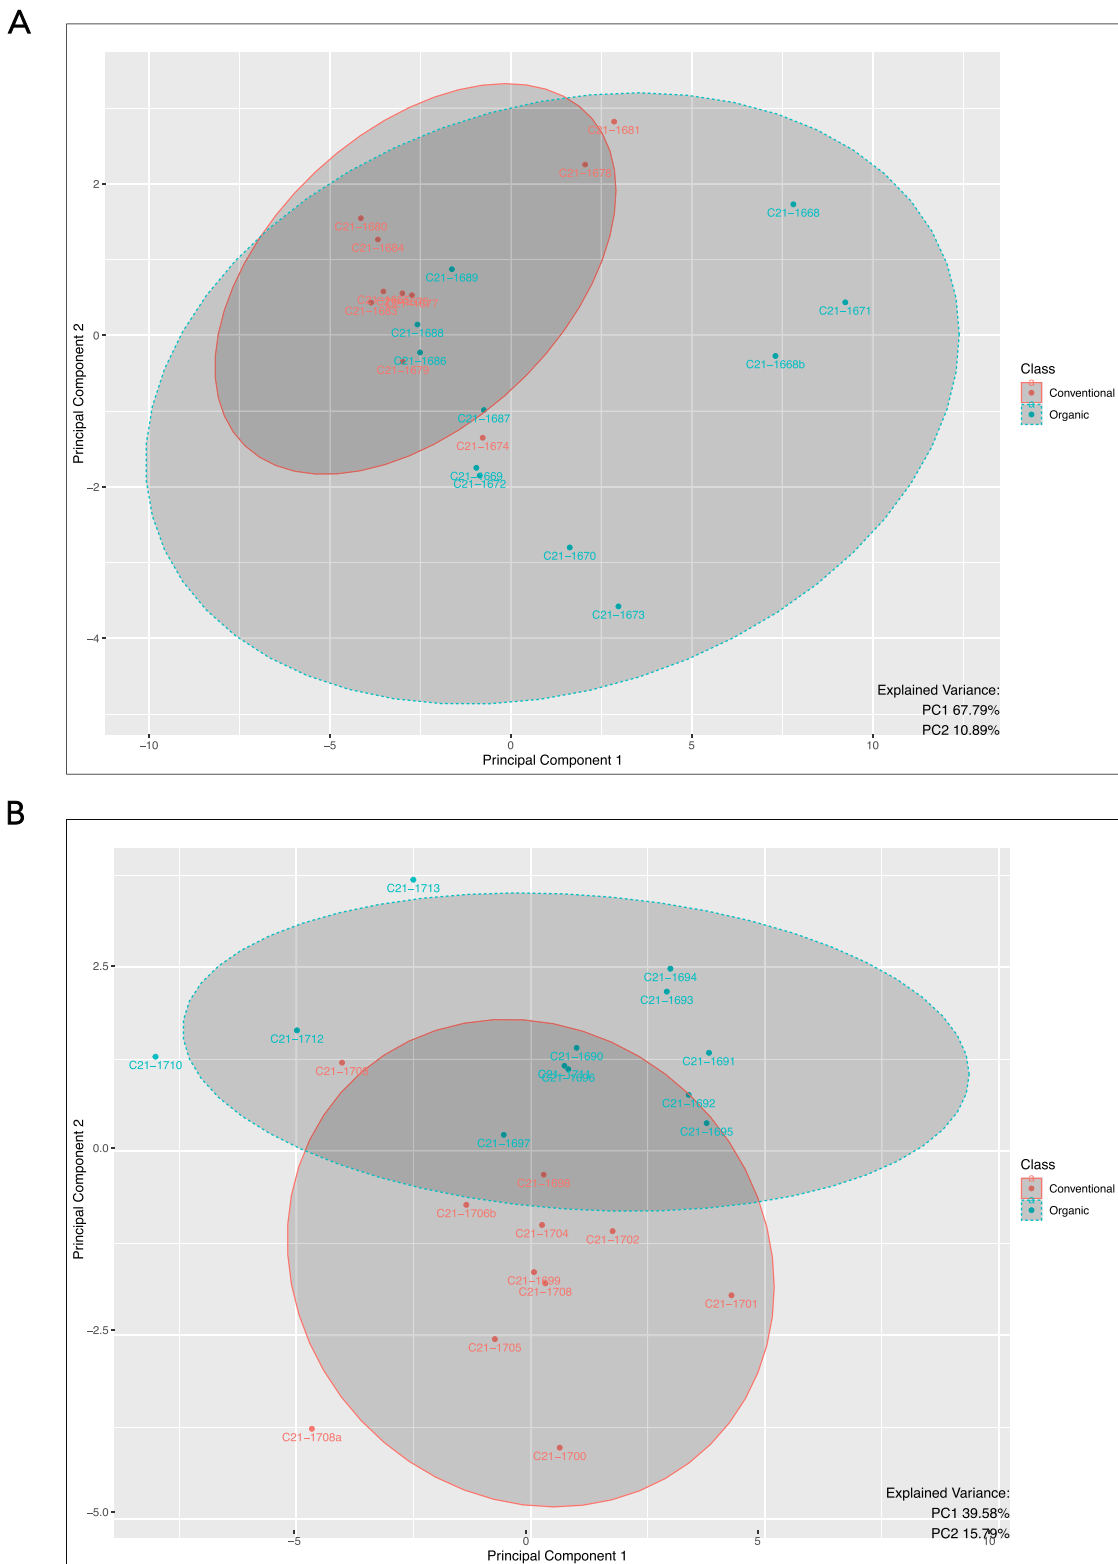 A
C21-1681
C21-1678
C21-1668
C21-1680
C21-1684
C21-1689
C21-1671
C21-1683
C21-1688
C21-1686
C21-1668b
C21-1679
C21-1687
C21-1674
C21-1669
C21-1672
C21-1670
C21-1673
2
0
-2
-4
Principal Component 2
-10
-5
0
5
10
Principal Component 1
Explained Variance:
PC1 67.79%
PC2 10.89%
Class
Conventional
Organic
B
C21-1713
C21-1694
C21-1693
C21-1712
C21-1710
C21-1690
C21-1691
C21-1692
C21-1695
C21-1697
C21-1706b
C21-1704
C21-1702
C21-1699
C21-1708
C21-1701
C21-1705
C21-1708a
C21-1700
2.5
0.0
-2.5
-5.0
Principal Component 2
-5
0
5
10
Principal Component 1
Explained Variance:
PC1 39.58%
PC2 15.79%
Class
Conventional
Organic